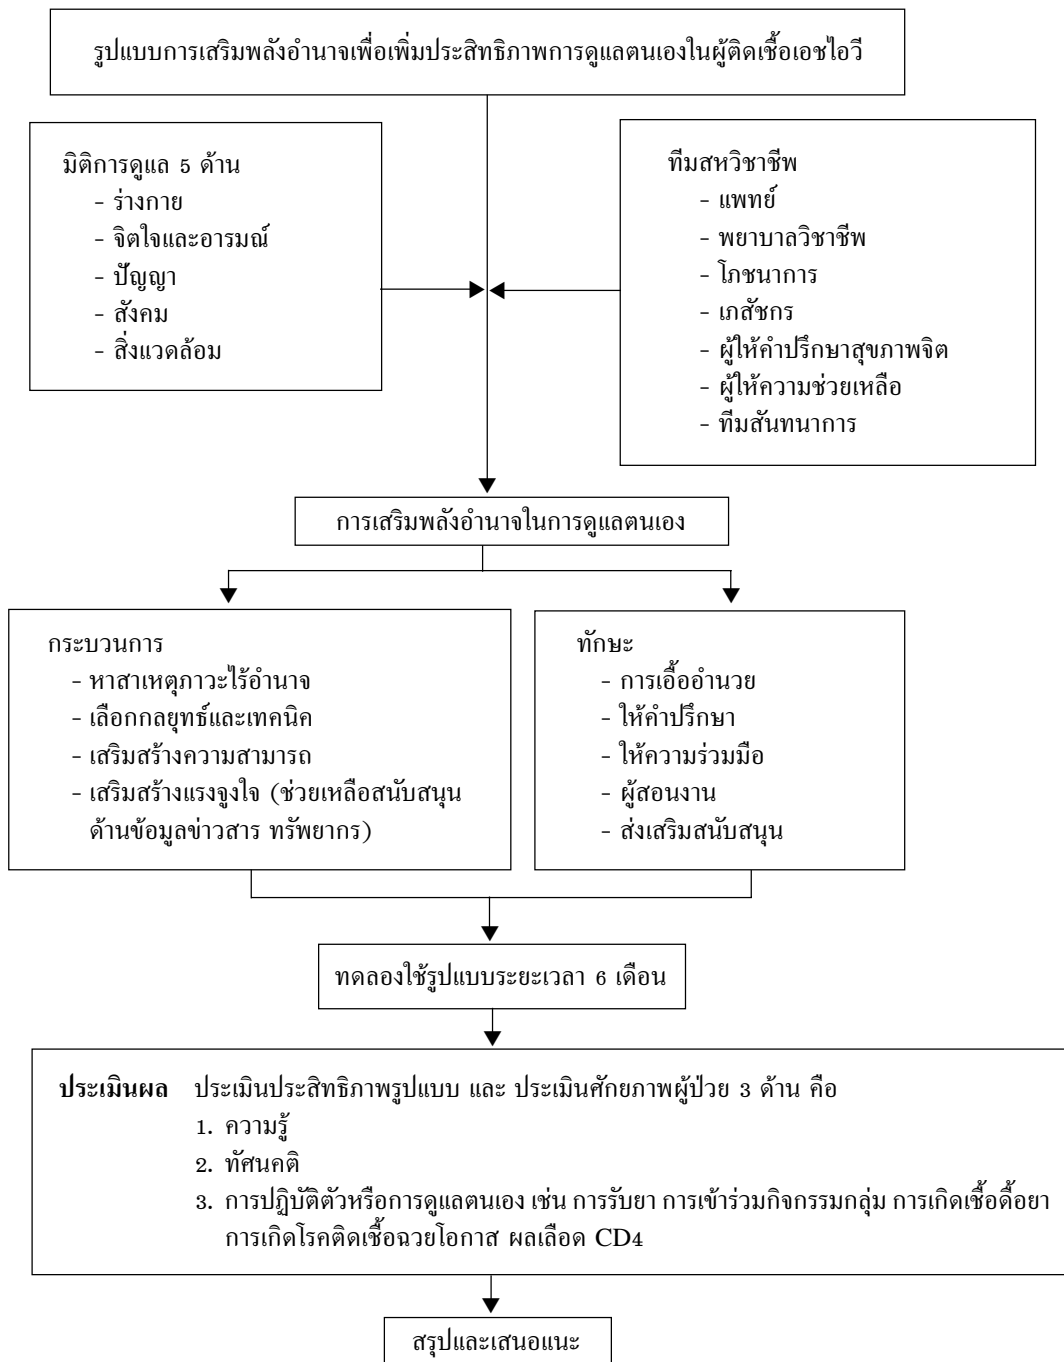 รูปแบบการเสริมพลังอำนาจเพื่อเพิ่มประสิทธิภาพการดูแลตนเองในผู้ติดเชื้อเอชไอวี
มิติการดูแล 5 ด้าน
- ร่างกาย
- จิตใจและอารมณ์
- ปัญญา
- สังคม
- สิ่งแวดล้อม
ทีมสหวิชาชีพ
- แพทย์
- พยาบาลวิชาชีพ
- โภชนาการ
- เภสัชกร
- ผู้ให้คำปรึกษาสุขภาพจิต
- ผู้ให้ความช่วยเหลือ
- ทีมสันทนาการ
การเสริมพลังอำนาจในการดูแลตนเอง
กระบวนการ
- หาสาเหตุภาวะไร้อำนาจ
- เลือกกลยุทธ์และเทคนิค
- เสริมสร้างความสามารถ
- เสริมสร้างแรงจูงใจ (ช่วยเหลือสนับสนุน
ด้านข้อมูลข่าวสาร ทรัพยากร)
ทักษะ
- การเอื้ออำนวย
- ให้คำปรึกษา
- ให้ความร่วมมือ
- ผู้สอนงาน
- ส่งเสริมสนับสนุน
ทดลองใช้รูปแบบระยะเวลา 6 เดือน
ประเมินผล ประเมินประสิทธิภาพรูปแบบ และ ประเมินศักยภาพผู้ป่วย 3 ด้าน คือ
1. ความรู้
2. ทัศนคติ
3. การปฏิบัติตัวหรือการดูแลตนเอง เช่น การรับยา การเข้าร่วมกิจกรรมกลุ่ม การเกิดเชื้อดื้อยา
การเกิดโรคติดเชื้อฉวยโอกาส ผลเลือด CD4
สรุปและเสนอแนะ